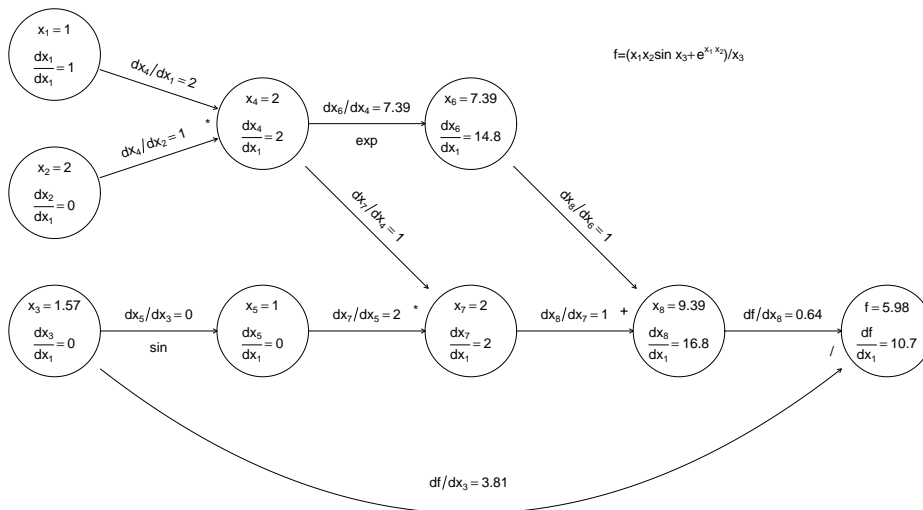 x₁=1
dx₁
dx₁
=1
dx₄/dx₁=2
f=(x₁x₂sin x₃+eˣ¹ ˣ²)/x₃
x₂=2
dx₂
dx₁
=0
dx₄/dx₂=1
*
x₄=2
dx₄
dx₁
=2
dx₆/dx₄=7.39
exp
x₆=7.39
dx₆
dx₁
=14.8
dx₇/dx₄=1
dx₈/dx₆=1
x₃=1.57
dx₃
dx₁
=0
dx₅/dx₃=0
sin
x₅=1
dx₅
dx₁
=0
dx₇/dx₅=2
*
x₇=2
dx₇
dx₁
=2
dx₈/dx₇=1
+
x₈=9.39
dx₈
dx₁
=16.8
df/dx₈=0.64
/
f=5.98
df
dx₁
=10.7
df/dx₃=3.81